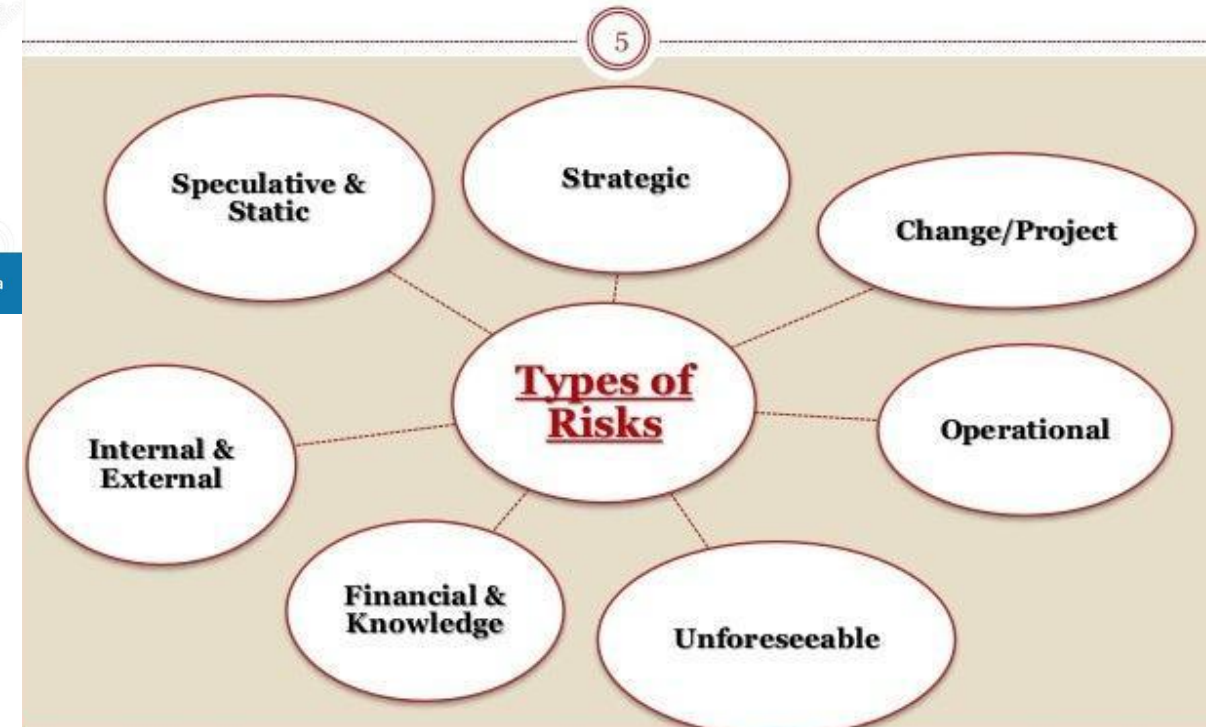 5
Speculative &
Static
Strategic
Change/Project
Types of
Risks
Operational
Internal &
External
Financial &
Knowledge
Unforeseeable